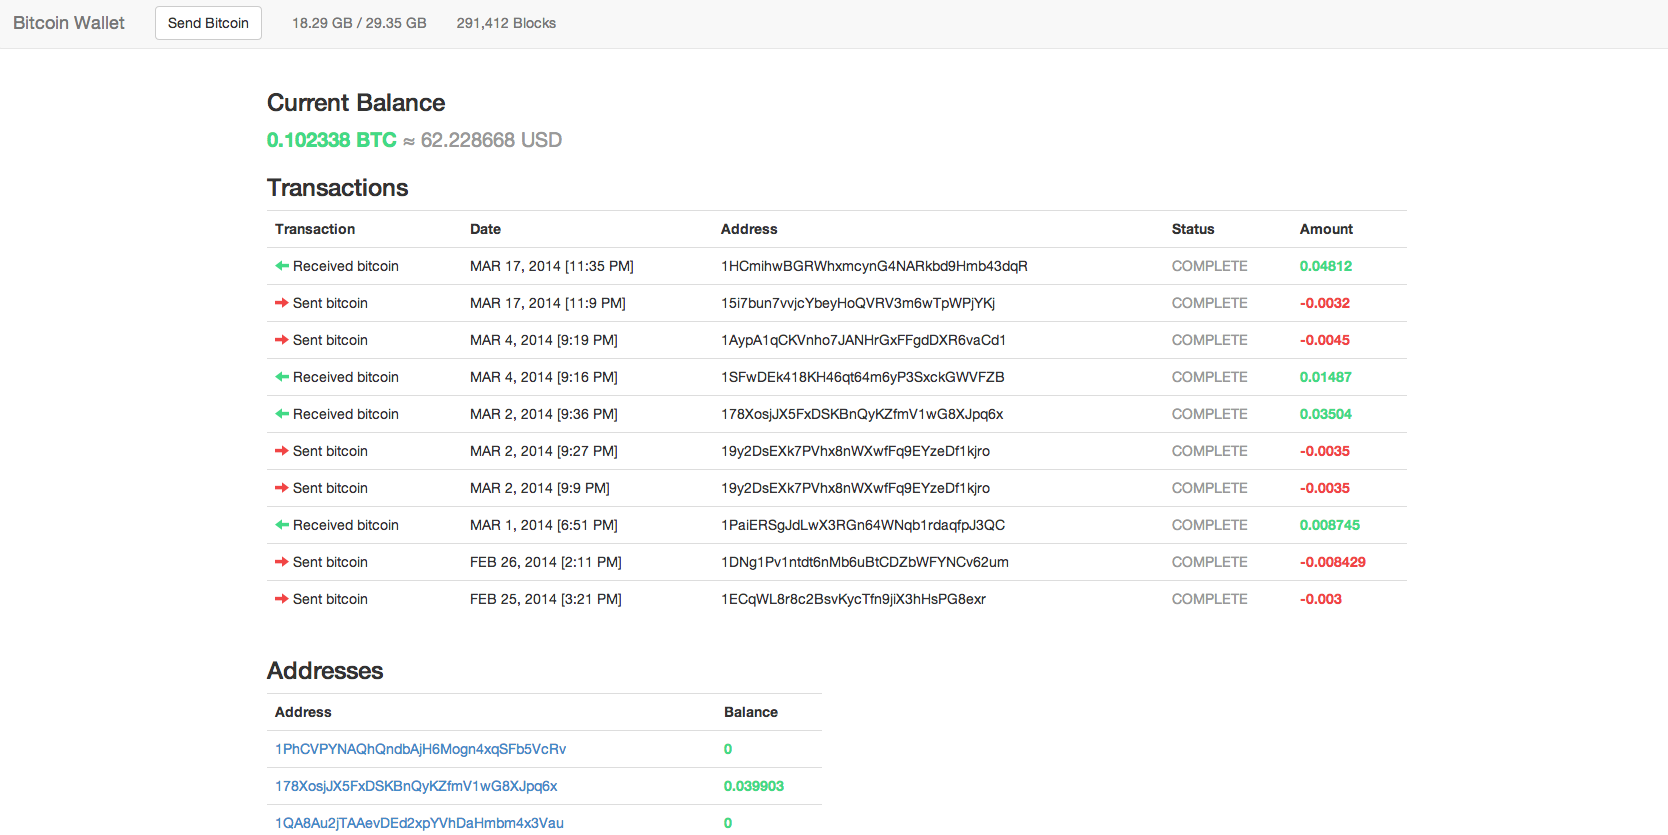 Bitcoin Wallet Send Bitcoin 18.29 GB / 29.35 GB 291,412 Blocks
Current Balance
0.102338 BTC ≈ 62.228668 USD
Transactions
Transaction Date Address Status Amount
Received bitcoin MAR 17, 2014 [11:35 PM] 1HCmihwBGRWhxmcynG4NARkbd9Hmb43dqR COMPLETE 0.04812
Sent bitcoin MAR 17, 2014 [11:9 PM] 15i7bun7vvjcYbeyHoQVRV3m6wTpWPjYKj COMPLETE -0.0032
Sent bitcoin MAR 4, 2014 [9:19 PM] 1AypA1qCKVnho7JANHrGxFFgdDXR6vaCd1 COMPLETE -0.0045
Received bitcoin MAR 4, 2014 [9:16 PM] 1SFwDEk418KH46qt64m6yP3SxckGWVFZB COMPLETE 0.01487
Received bitcoin MAR 2, 2014 [9:36 PM] 178XosjJX5FxDSKBnQyKZfmV1wG8XJpq6x COMPLETE 0.03504
Sent bitcoin MAR 2, 2014 [9:27 PM] 19y2DsEXk7PVhx8nWXwfFq9EYzeDf1kjro COMPLETE -0.0035
Sent bitcoin MAR 2, 2014 [9:9 PM] 19y2DsEXk7PVhx8nWXwfFq9EYzeDf1kjro COMPLETE -0.0035
Received bitcoin MAR 1, 2014 [6:51 PM] 1PaiERSgJdLwX3RGn64WNqb1rdaqfpJ3QC COMPLETE 0.008745
Sent bitcoin FEB 26, 2014 [2:11 PM] 1DNg1Pv1ntdt6nMb6uBtCDZbWFYNCv62um COMPLETE -0.008429
Sent bitcoin FEB 25, 2014 [3:21 PM] 1ECqWL8r8c2BsvKycTfn9jiX3hHsPG8exr COMPLETE -0.003
Addresses
Address Balance
1PhCVPYNAQhQndbAjH6Mogn4xqSFb5VcRv 0
178XosjJX5FxDSKBnQyKZfmV1wG8XJpq6x 0.039903
1QA8Au2jTAAevDEd2xpYVhDaHmbm4x3Vau 0